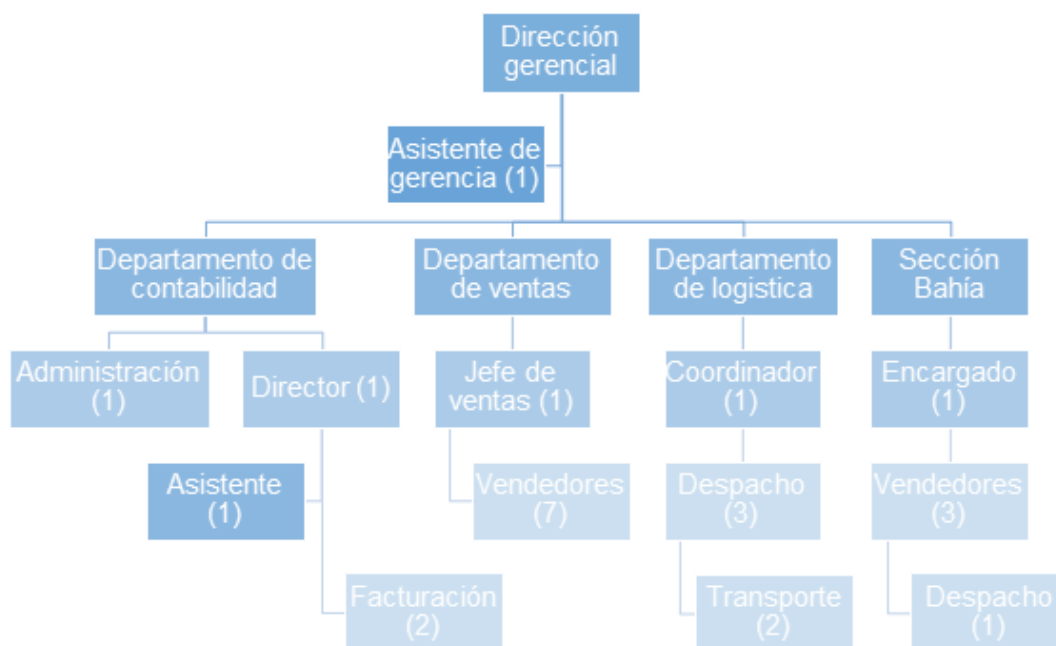 Dirección
gerencial
Asistente de
gerencia (1)
Departamento de
contabilidad
Departamento
de ventas
Departamento
de logistica
Sección
Bahía
Administración
(1)
Director (1)
Jefe de
ventas (1)
Coordinador
(1)
Encargado
(1)
Asistente
(1)
Vendedores
(7)
Despacho
(3)
Vendedores
(3)
Facturación
(2)
Transporte
(2)
Despacho
(1)